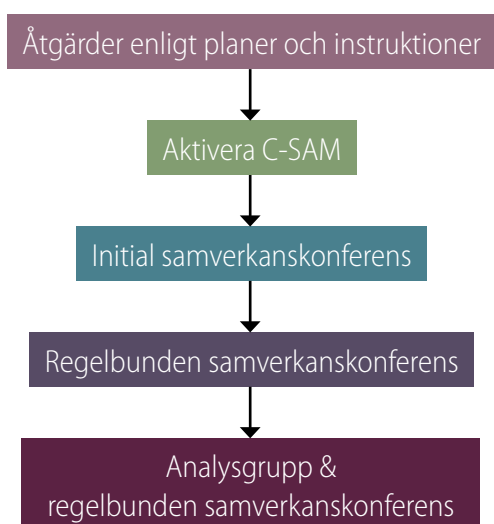 Åtgärder enligt planer och instruktioner
Aktivera C-SAM
Initial samverkanskonferens
Regelbunden samverkanskonferens
Analysgrupp &
regelbunden samverkanskonferens